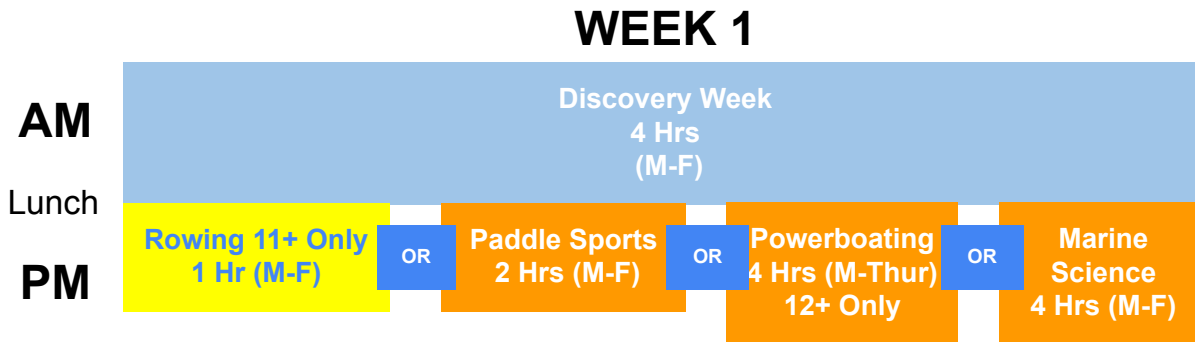 WEEK 1
AM
Discovery Week
4 Hrs
(M-F)
Lunch
PM
Rowing 11+ Only
1 Hr (M-F)
OR
Paddle Sports
2 Hrs (M-F)
OR
Powerboating
4 Hrs (M-Thur)
12+ Only
OR
Marine
Science
4 Hrs (M-F)